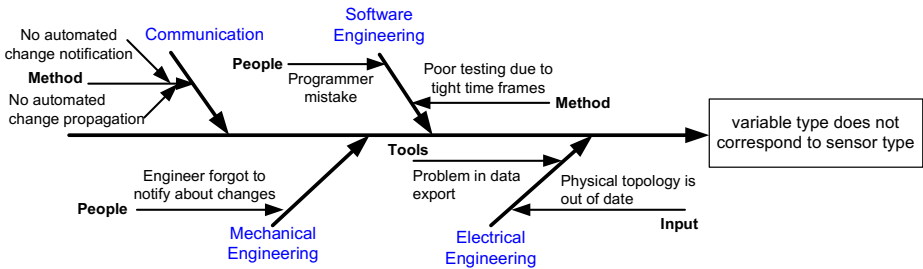 No automated
change notification
Method
No automated
change propagation
Communication
Software
Engineering
People
Programmer
mistake
Poor testing due to
tight time frames
Method
variable type does not
correspond to sensor type
Engineer forgot to
notify about changes
People
Mechanical
Engineering
Tools
Problem in data
export
Physical topology is
out of date
Input
Electrical
Engineering